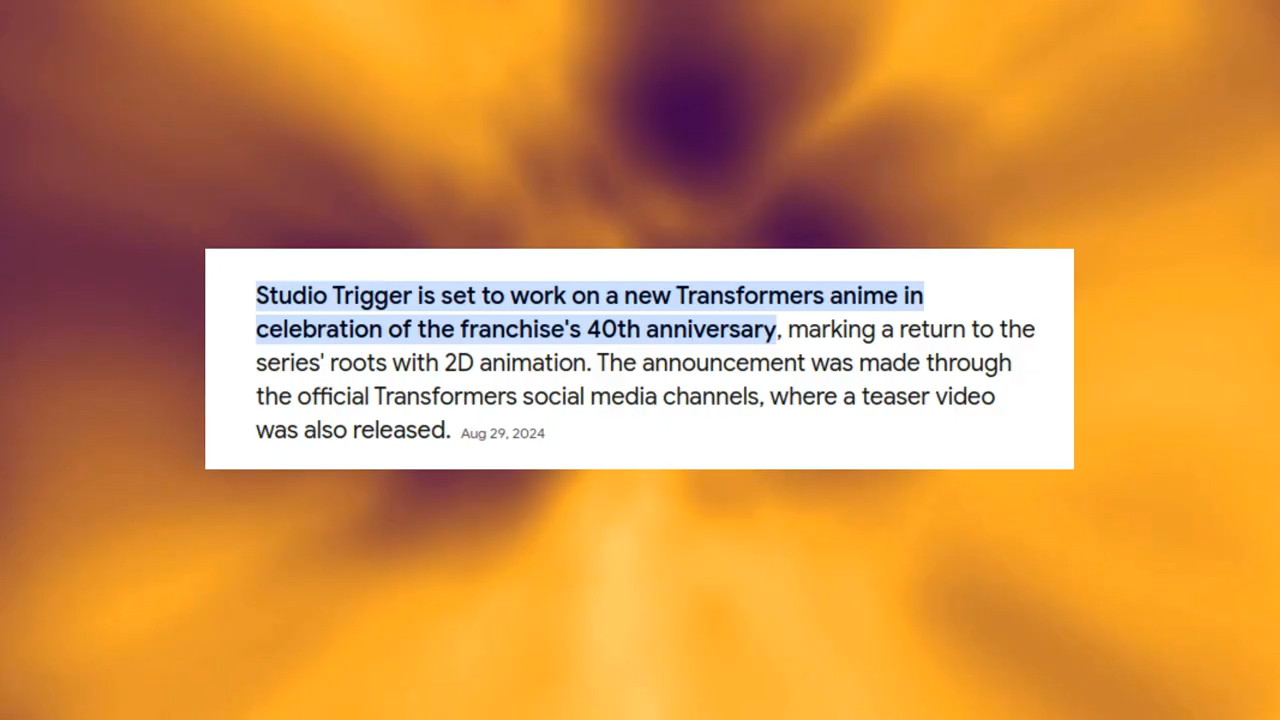 Studio Trigger is set to work on a new Transformers anime in
celebration of the franchise's 40th anniversary, marking a return to the
series' roots with 2D animation. The announcement was made through
the official Transformers social media channels, where a teaser video
was also released. Aug 29, 2024